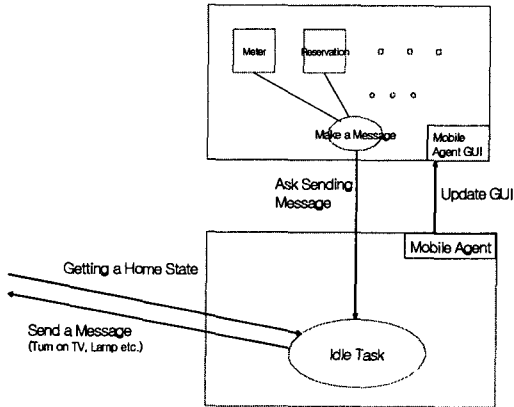 Meter
Reservation
Make a Message
Mobile
Agent GUI
Ask Sending
Message
Update GUI
Mobile Agent
Getting a Home State
Send a Message
(Turn on TV, Lamp etc.)
Idle Task